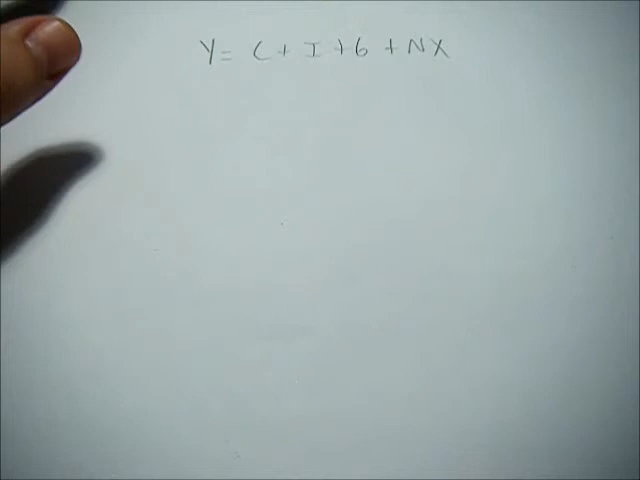 Y = C + I + G + NX